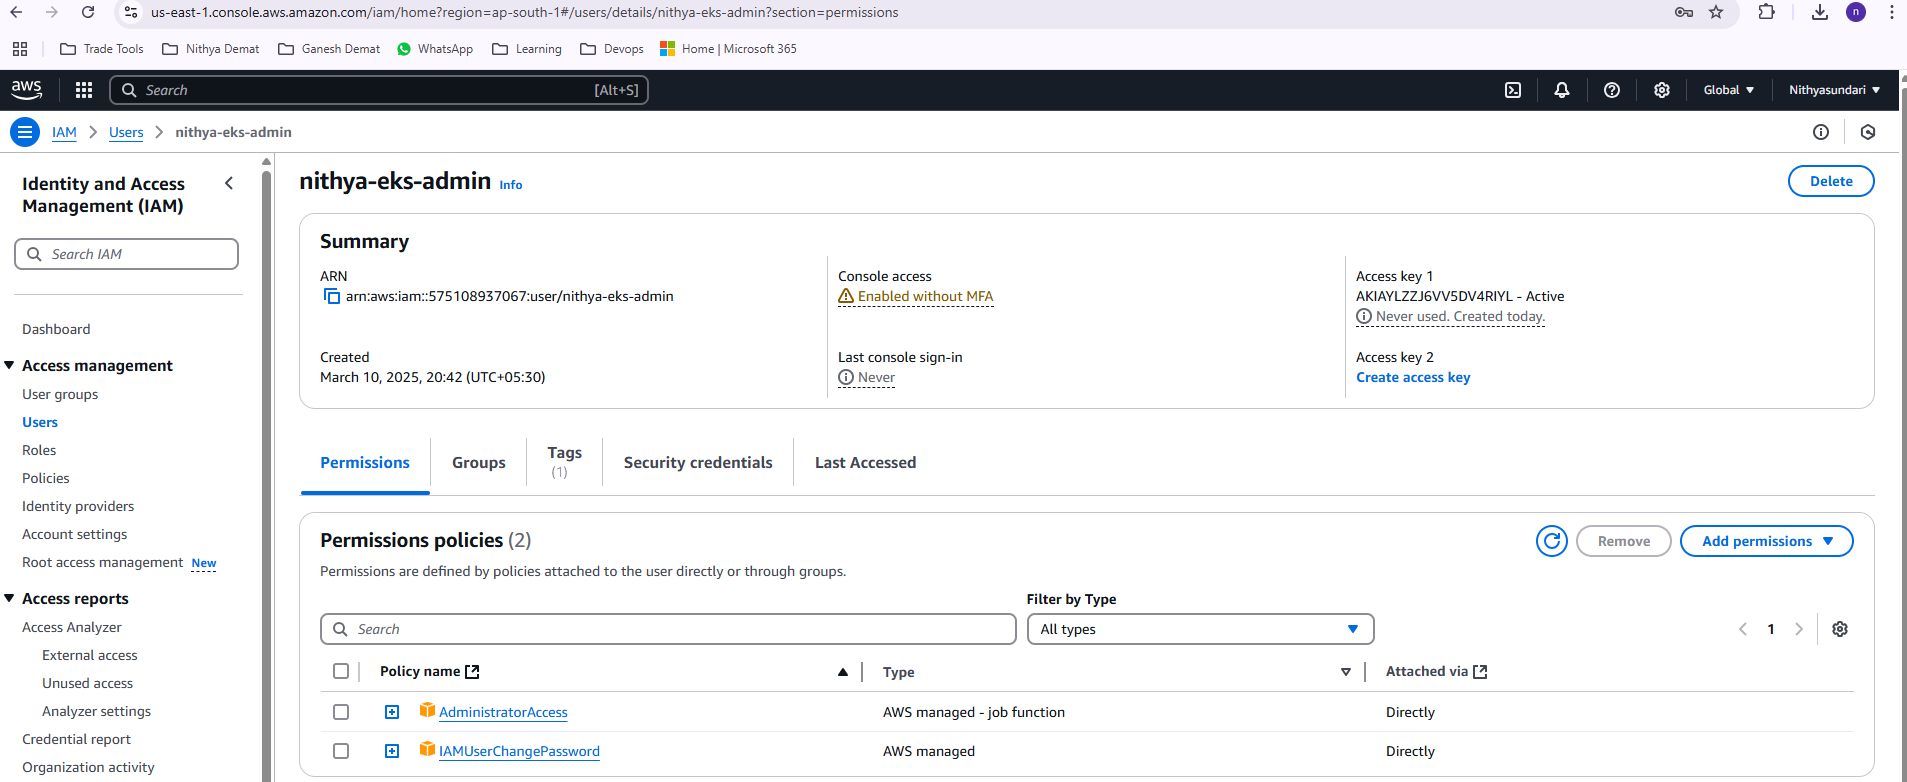 us-east-1.console.aws.amazon.com/iam/home?region=ap-south-1#/users/details/nithya-eks-admin?section=permissions
n
Trade Tools
Nithya Demat
Ganesh Demat
WhatsApp
Learning
Devops
Home | Microsoft 365
aws
Search
[Alt+S]
Global
Nithyasundari
IAM
Users
nithya-eks-admin
Identity and Access
Management (IAM)
Search IAM
Dashboard
Access management
User groups
Users
Roles
Policies
Identity providers
Account settings
Root access management New
Access reports
Access Analyzer
External access
Unused access
Analyzer settings
Credential report
Organization activity
nithya-eks-admin Info
Delete
Summary
ARN
arn:aws:iam::575108937067:user/nithya-eks-admin
Created
March 10, 2025, 20:42 (UTC+05:30)
Console access
Enabled without MFA
Last console sign-in
Never
Access key 1
AKIAYLZZJ6VV5DV4RIYL - Active
Never used. Created today.
Access key 2
Create access key
Permissions
Groups
Tags
(1)
Security credentials
Last Accessed
Permissions policies (2)
Remove
Add permissions
Permissions are defined by policies attached to the user directly or through groups.
Filter by Type
Search
All types
1
Policy name
Type
Attached via
AdministratorAccess
AWS managed - job function
Directly
IAMUserChangePassword
AWS managed
Directly